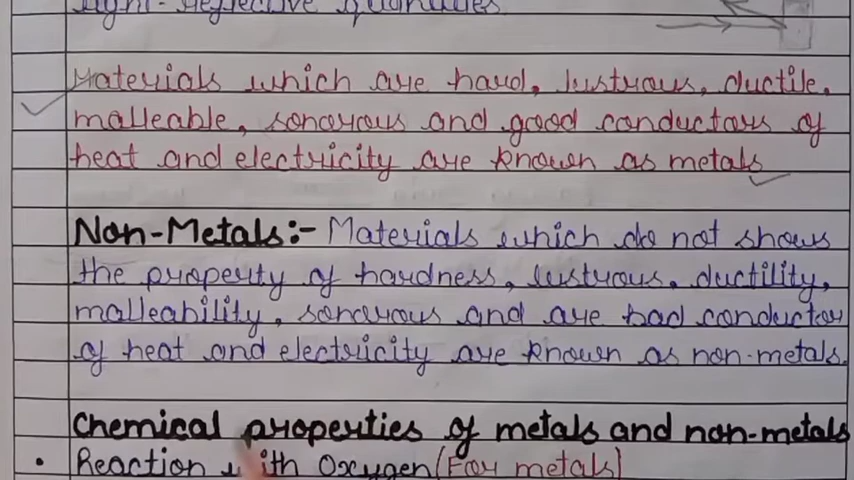 Light-Reflective qualities
Materials which are hard, lustrous, ductile,
malleable, sonorous and good conductors of
heat and electricity are known as metals
Non-Metals:- Materials which do not shows
the property of hardness, lustrous, ductility,
malleability, sonorous and are bad conductor
of heat and electricity are known as non-metals.
Chemical properties of metals and non-metals
• Reaction with Oxygen(For metals)